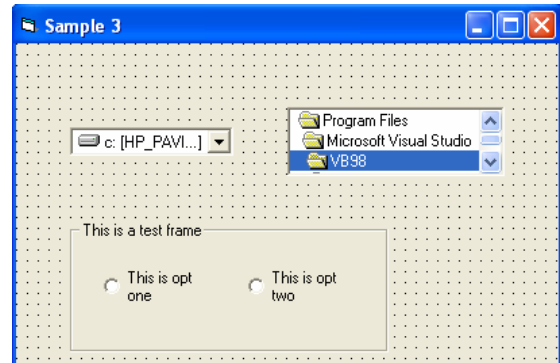 Sample 3
c: [HP_PAVI...]
Program Files
Microsoft Visual Studio
VB98
This is a test frame
This is opt
one
This is opt
two